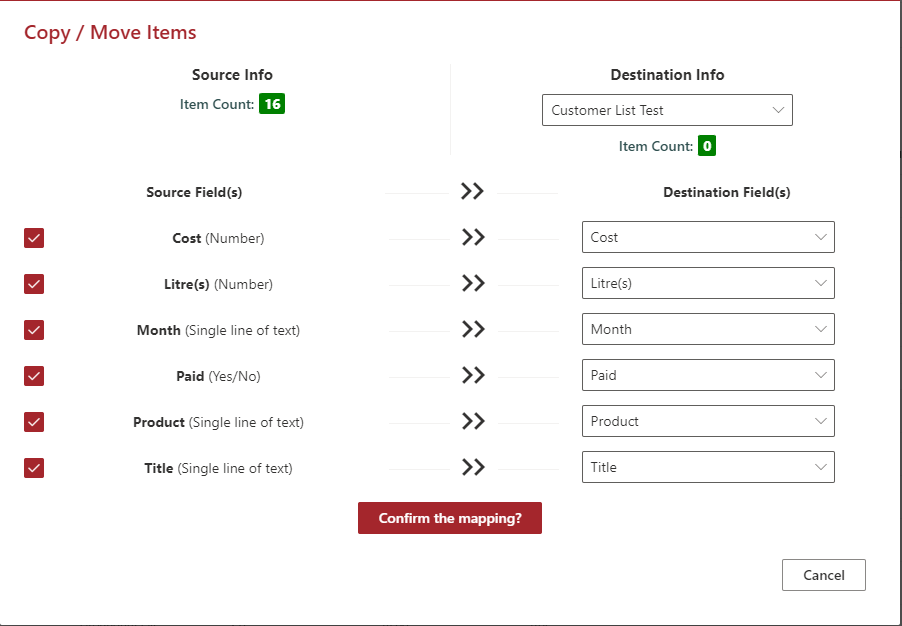 Copy / Move Items
Source Info
Item Count: 16
Destination Info
Customer List Test
Item Count: 0
Source Field(s)
Destination Field(s)
Cost (Number)
Cost
Litre(s) (Number)
Litre(s)
Month (Single line of text)
Month
Paid (Yes/No)
Paid
Product (Single line of text)
Product
Title (Single line of text)
Title
Confirm the mapping?
Cancel